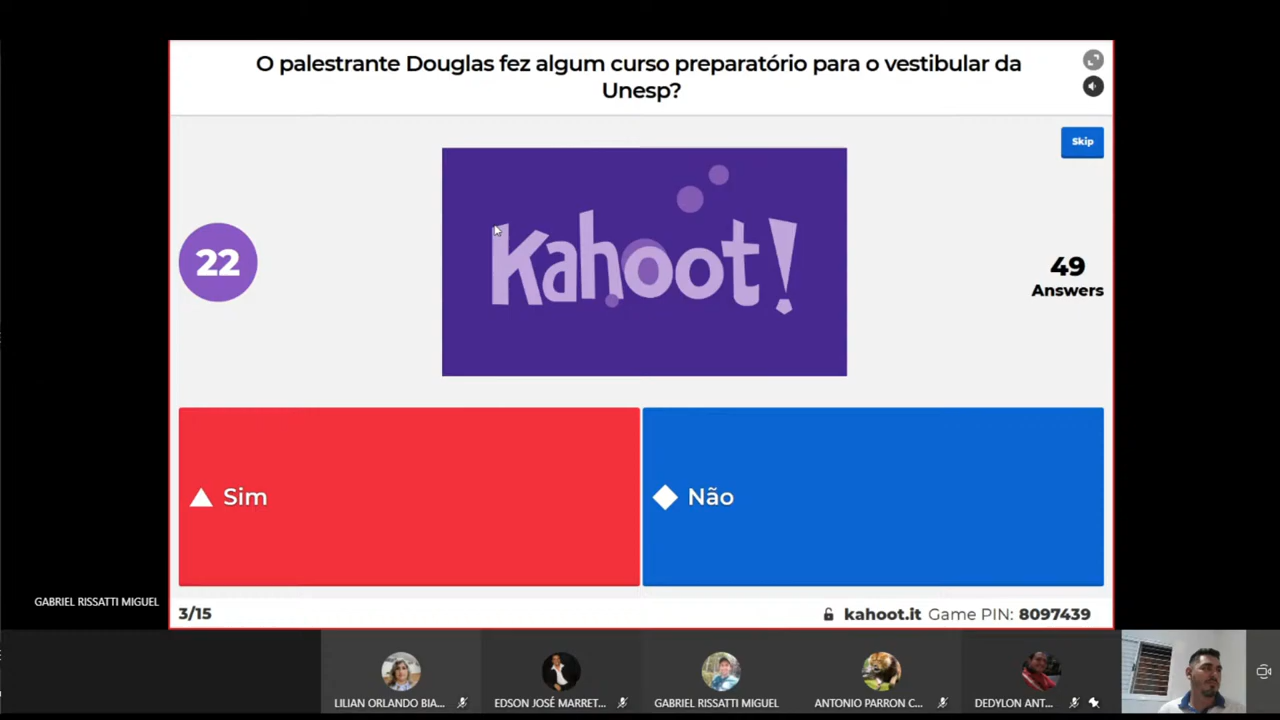 O palestrante Douglas fez algum curso preparatório para o vestibular da
Unesp?
Skip
Kahoot!
22
49
Answers
Sim
Não
GABRIEL RISSATTI MIGUEL
3/15
kahoot.it Game PIN: 8097439
LILIAN ORLANDO BIA...
EDSON JOSÉ MARRET...
GABRIEL RISSATTI MIGUEL
ANTONIO PARRON C...
DEDYLON ANT...